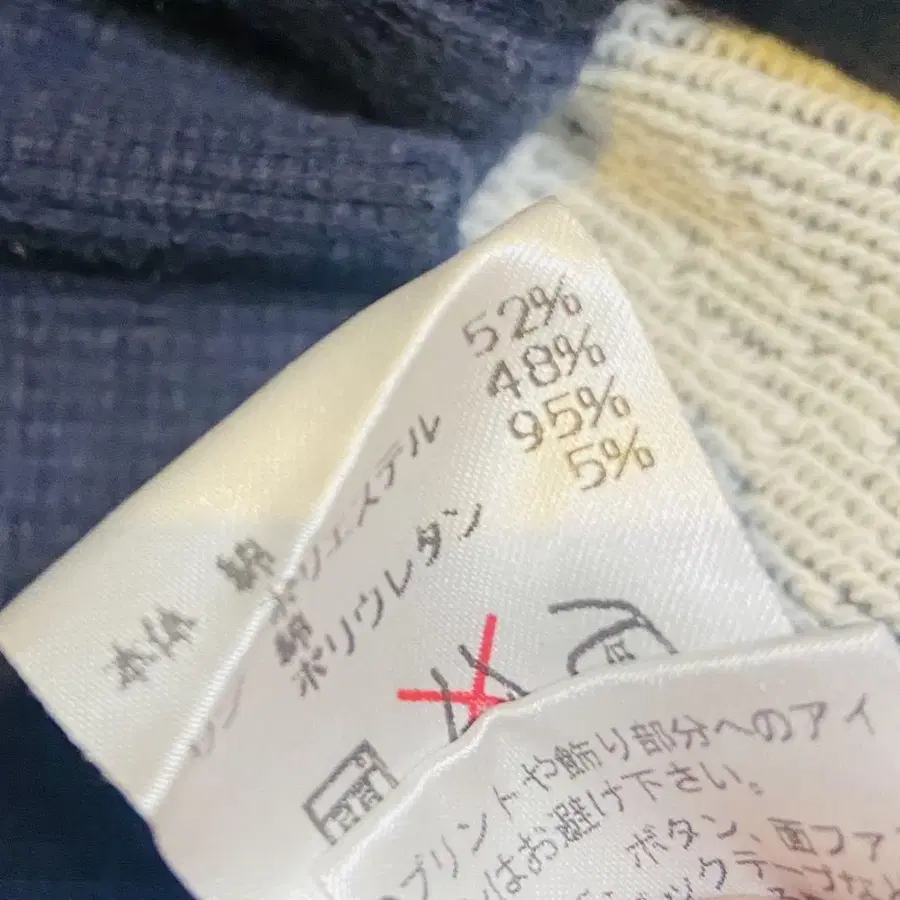 本体 綿 52%
ポリエステル 48%
綿 95%
ポリウレタン 5%
プリントや飾り部分へのアイ
はお避け下さい。
ボタン、面ファ